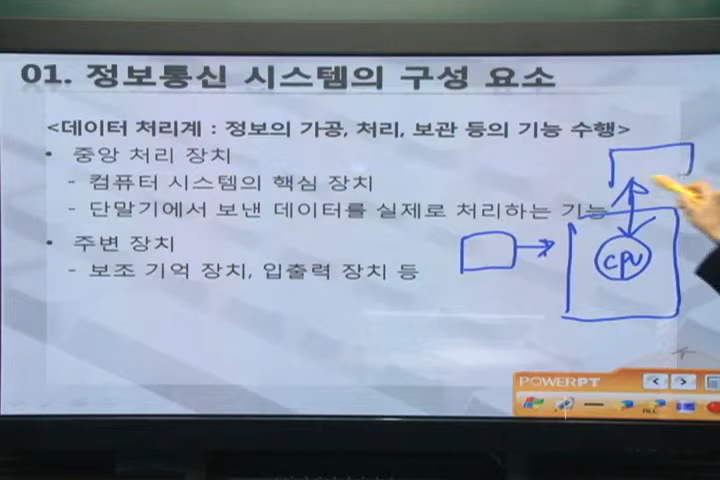 01. 정보통신 시스템의 구성 요소
<데이터 처리계 : 정보의 가공, 처리, 보관 등의 기능 수행>
• 중앙 처리 장치
- 컴퓨터 시스템의 핵심 장치
- 단말기에서 보낸 데이터를 실제로 처리하는 기능
• 주변 장치
- 보조 기억 장치, 입출력 장치 등
CPU
POWERPT